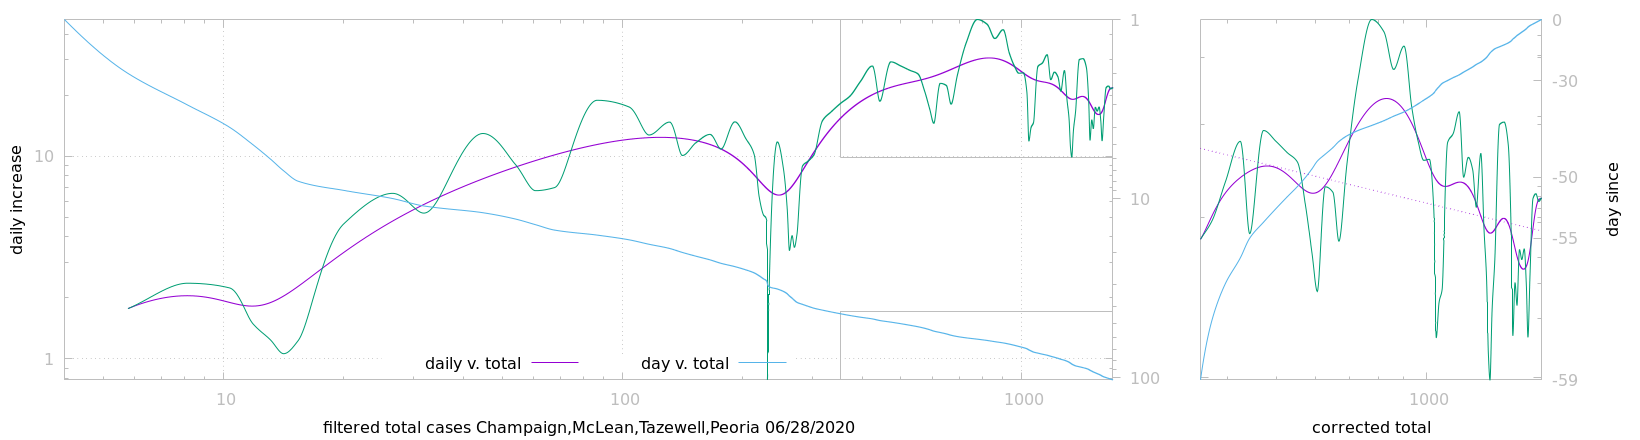 daily increase
10
1
10
100
1000
1
10
100
daily v. total
day v. total
filtered total cases Champaign,McLean,Tazewell,Peoria 06/28/2020
0
-30
-50
-55
-59
day since
1000
corrected total